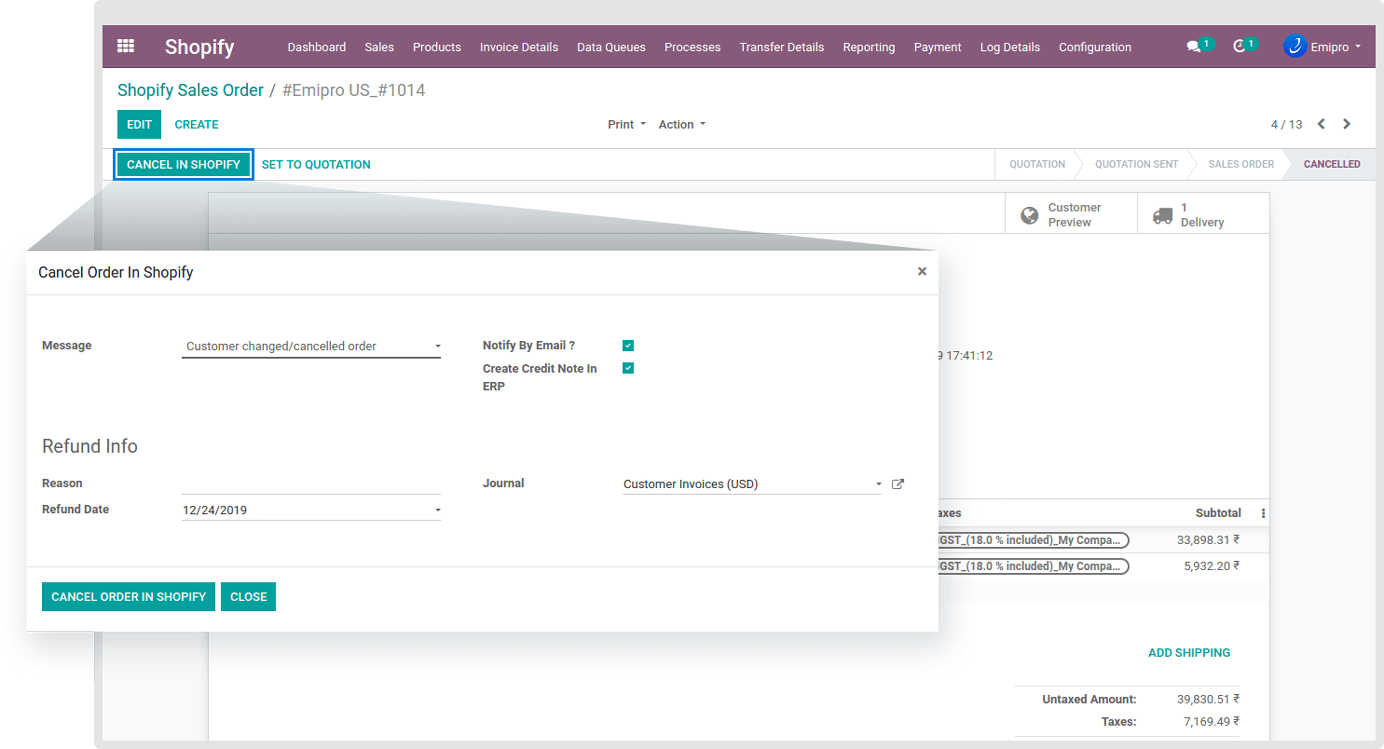 Shopify Dashboard Sales Products Invoice Details Data Queues Processes Transfer Details Reporting Payment Log Details Configuration 1 1 Emipro
Shopify Sales Order / #Emipro US_#1014
EDIT CREATE Print Action 4 / 13
CANCEL IN SHOPIFY SET TO QUOTATION QUOTATION QUOTATION SENT SALES ORDER CANCELLED
Customer Preview
1 Delivery
Cancel Order In Shopify ×
Message Customer changed/cancelled order Notify By Email ?
9 17:41:12
Create Credit Note In
ERP
Refund Info
Reason Journal Customer Invoices (USD)
Refund Date 12/24/2019
axes Subtotal
GST_(18.0 % included)_My Compa... 33,898.31 ₹
GST_(18.0 % included)_My Compa... 5,932.20 ₹
CANCEL ORDER IN SHOPIFY CLOSE
ADD SHIPPING
Untaxed Amount: 39,830.51 ₹
Taxes: 7,169.49 ₹